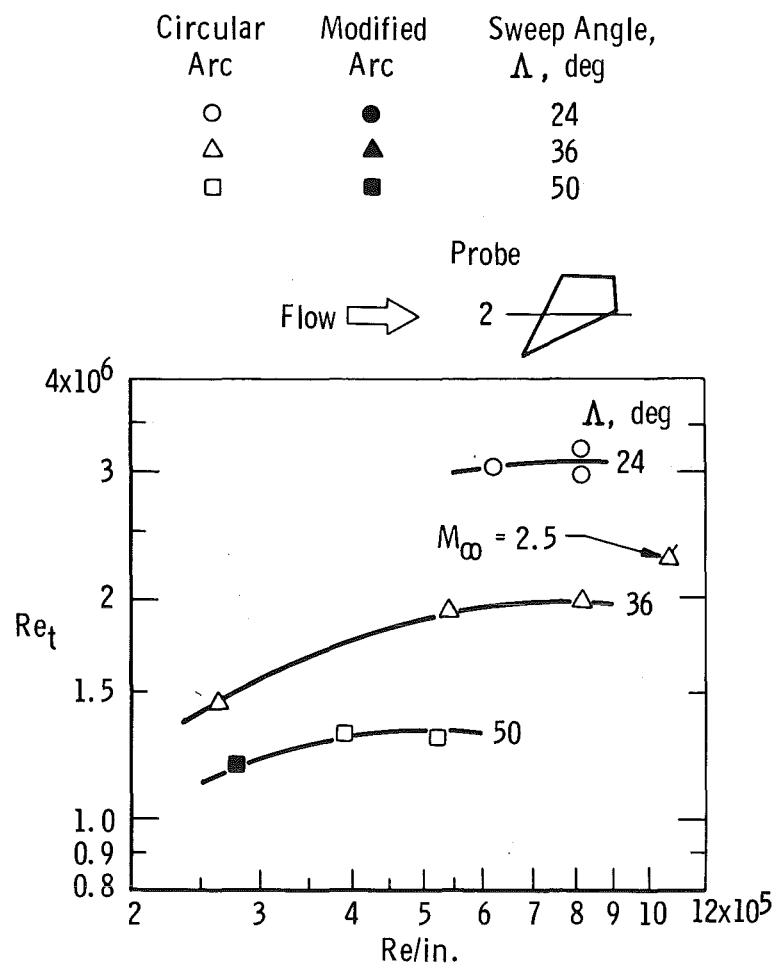 Circular Modified Sweep Angle,
Arc Arc Λ, deg
24
36
50
Probe
Flow 2
4x10⁶
Λ, deg
3 24
M∞ = 2.5
2 36
Re_t
1.5
50
1.0
0.9
0.8
2 3 4 5 6 7 8 9 10 12x10⁵
Re/in.